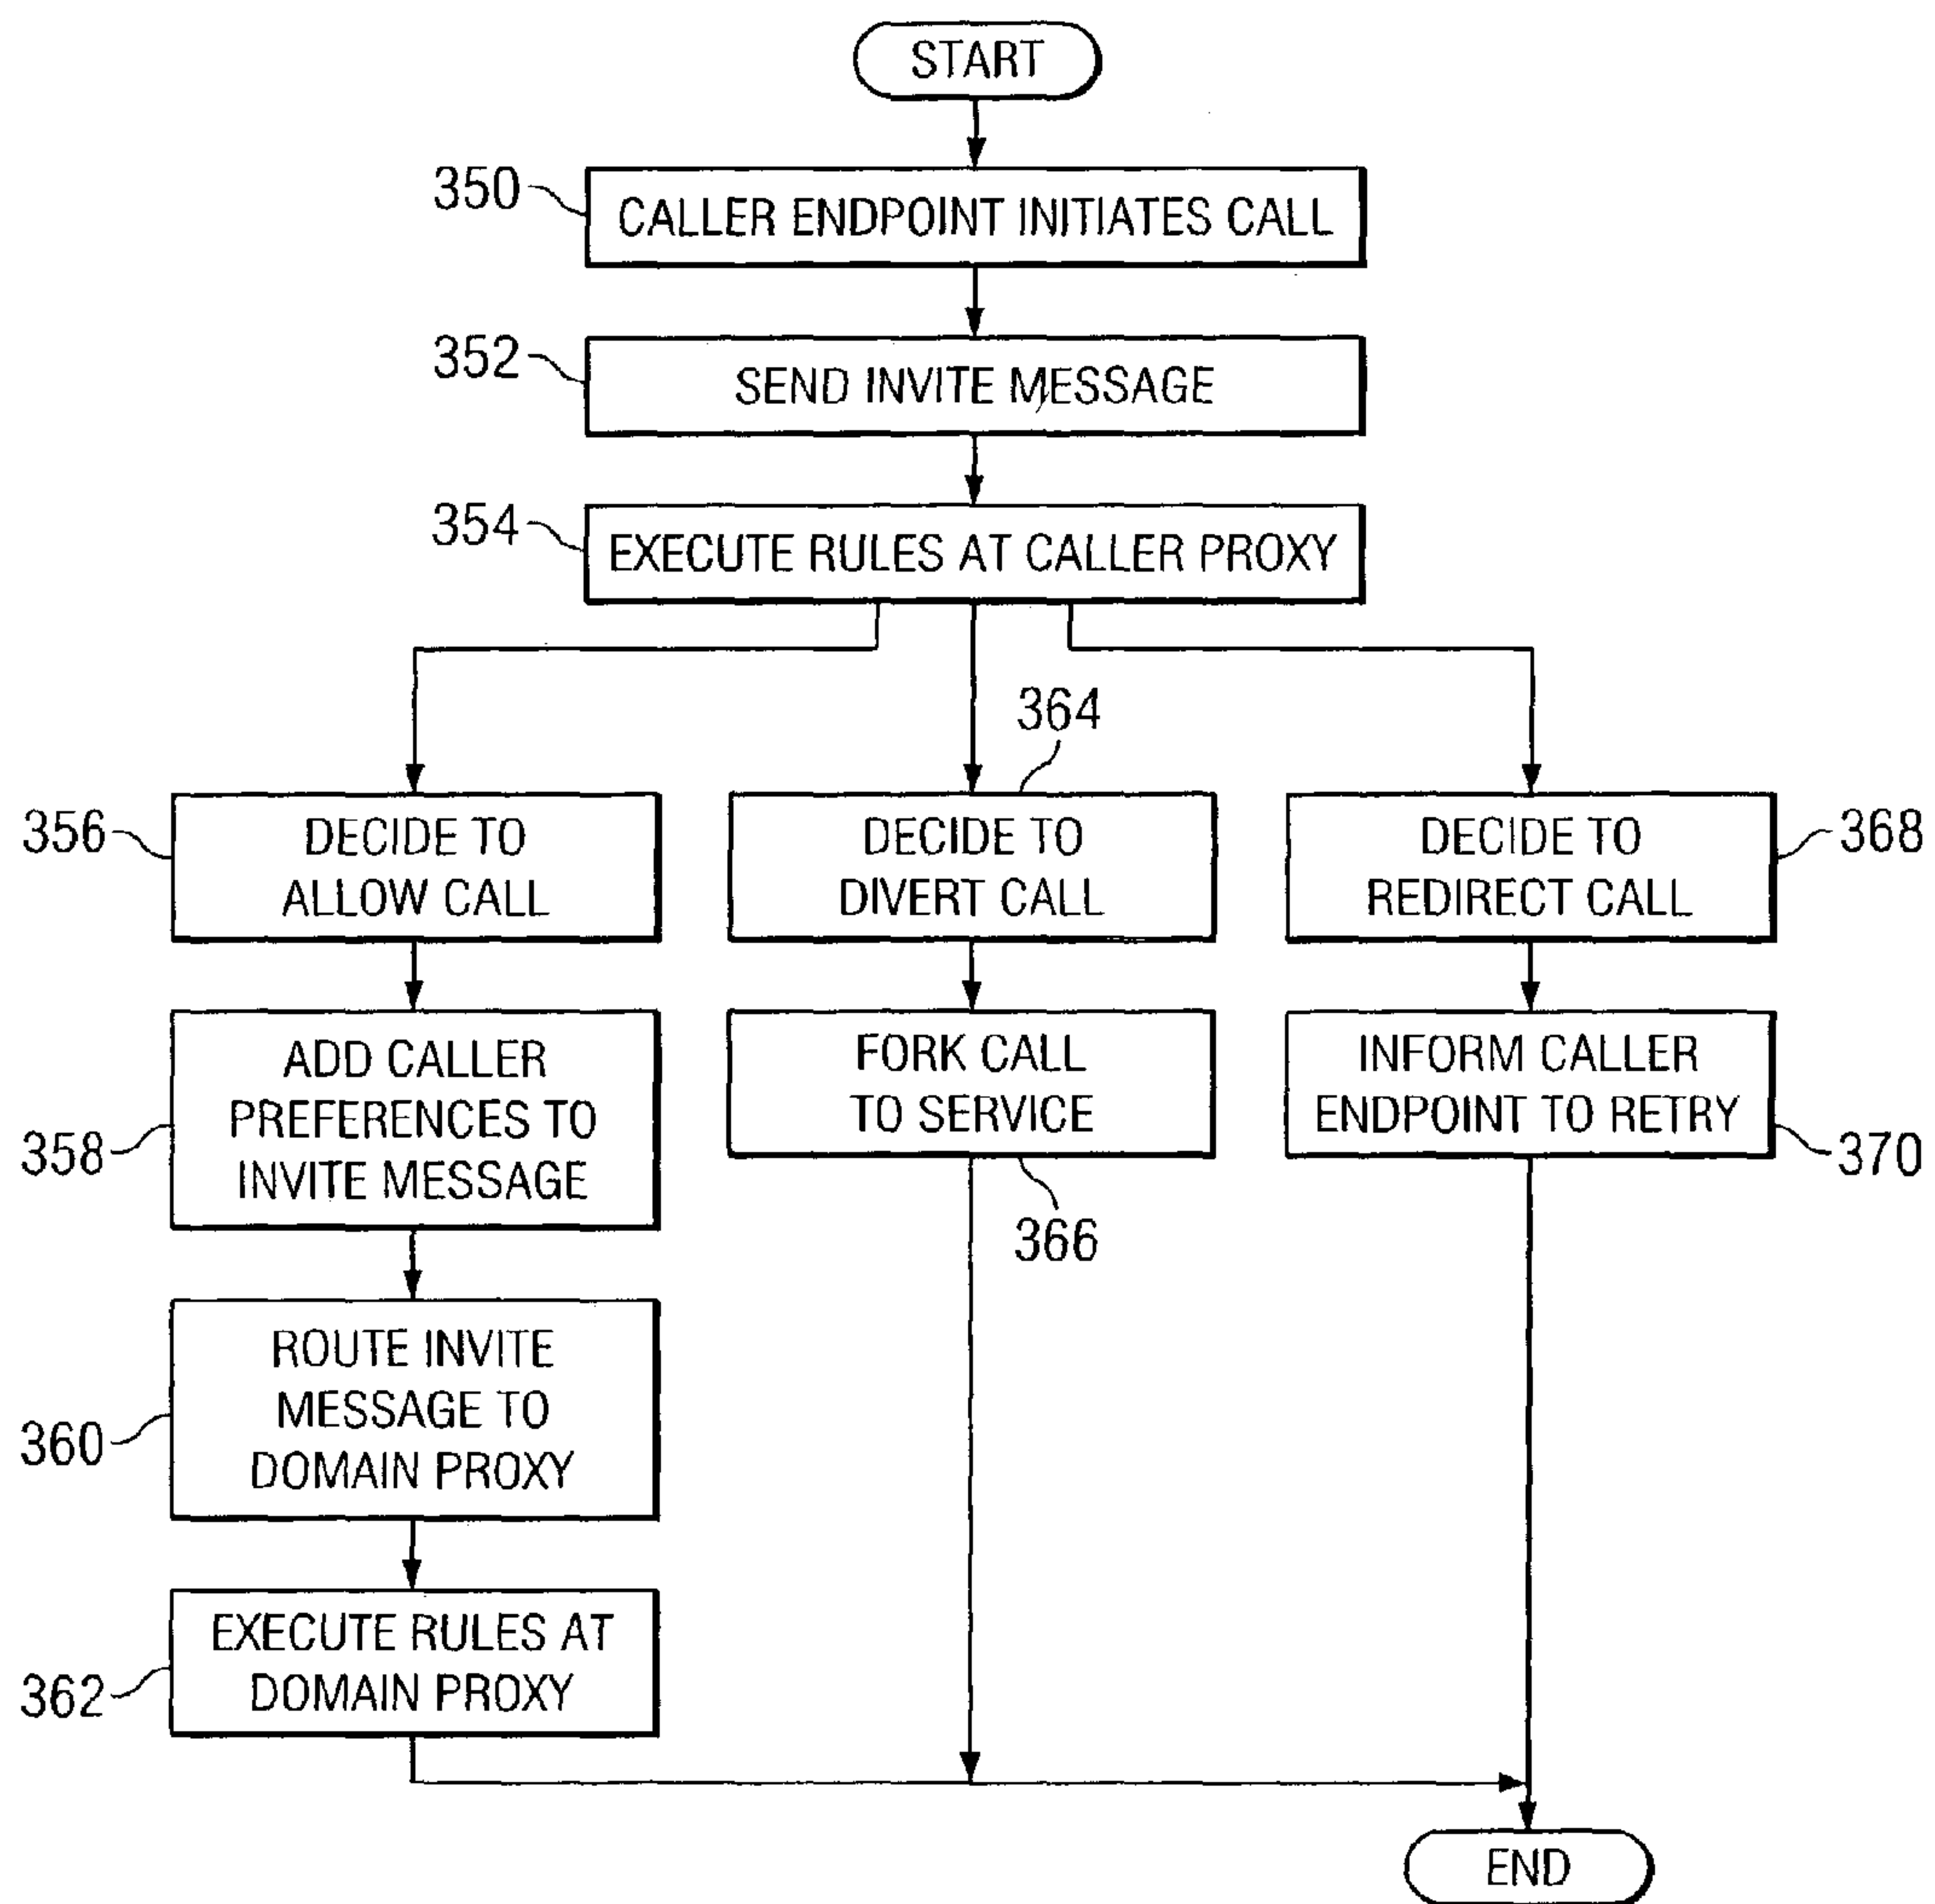 START
350
CALLER ENDPOINT INITIATES CALL
352
SEND INVITE MESSAGE
354
EXECUTE RULES AT CALLER PROXY
364
356
DECIDE TO
ALLOW CALL
DECIDE TO
DIVERT CALL
DECIDE TO
REDIRECT CALL
368
358
ADD CALLER
PREFERENCES TO
INVITE MESSAGE
FORK CALL
TO SERVICE
366
INFORM CALLER
ENDPOINT TO RETRY
370
360
ROUTE INVITE
MESSAGE TO
DOMAIN PROXY
362
EXECUTE RULES AT
DOMAIN PROXY
END